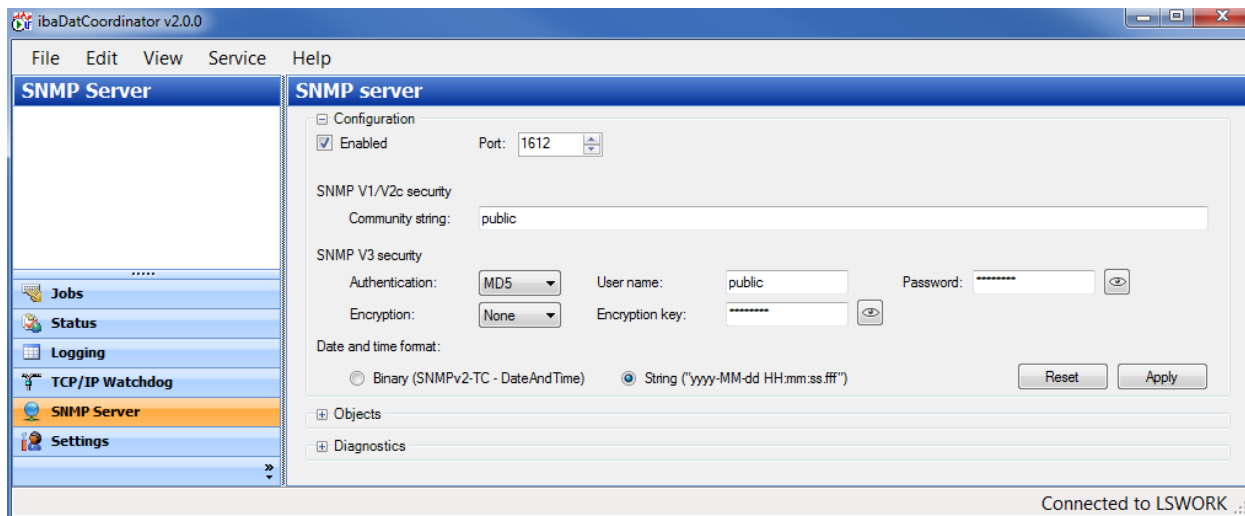 ibaDatCoordinator v2.0.0
File Edit View Service Help
SNMP Server
SNMP server
Configuration
Enabled Port: 1612
SNMP V1/V2c security
Community string: public
SNMP V3 security
Authentication: MD5 User name: public Password: ********
Encryption: None Encryption key: ********
Date and time format:
Binary (SNMPv2-TC - DateAndTime) String ("yyyy-MM-dd HH:mm:ss.fff") Reset Apply
Objects
Diagnostics
Jobs
Status
Logging
TCP/IP Watchdog
SNMP Server
Settings
Connected to LSWORK